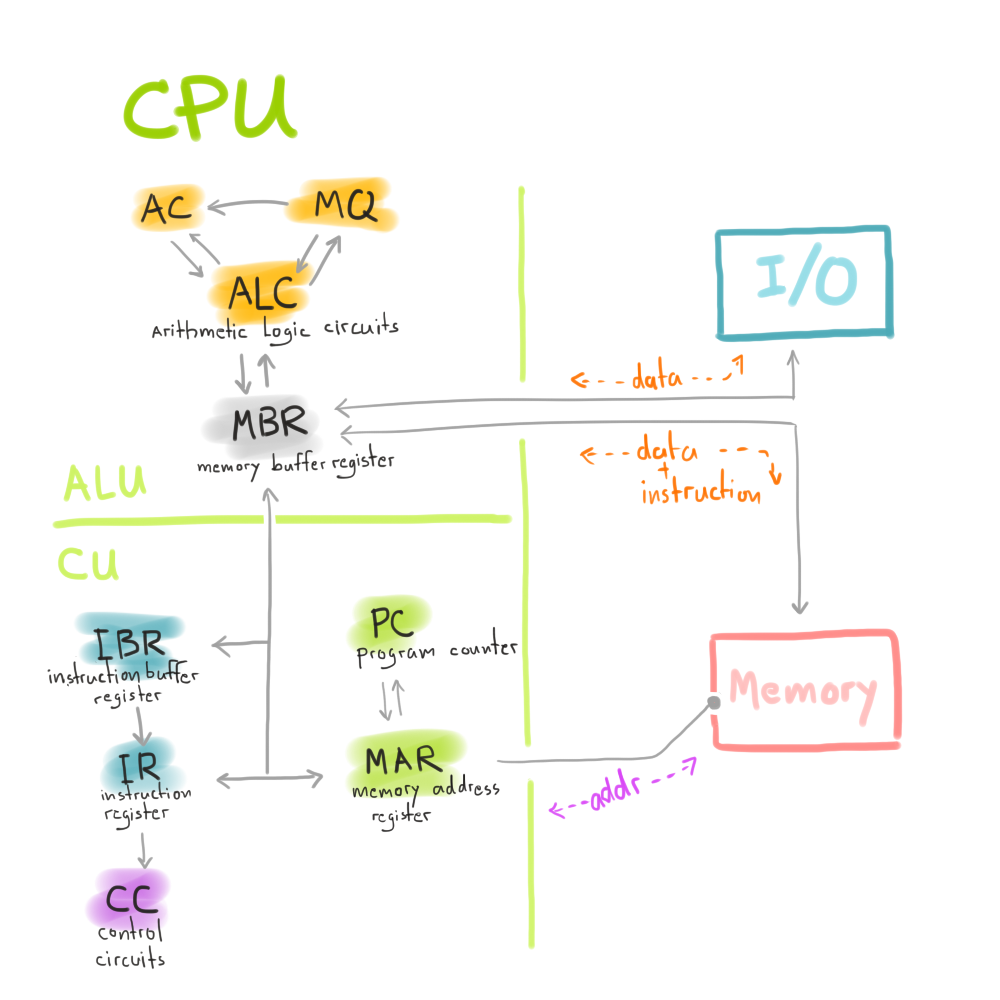 CPU
AC
MQ
ALC
Arithmetic Logic circuits
MBR
memory buffer register
ALU
CU
IBR
instruction buffer
register
IR
instruction
register
CC
control
circuits
PC
program counter
MAR
memory address
register
I/O
data
data
+
instruction
Memory
addr